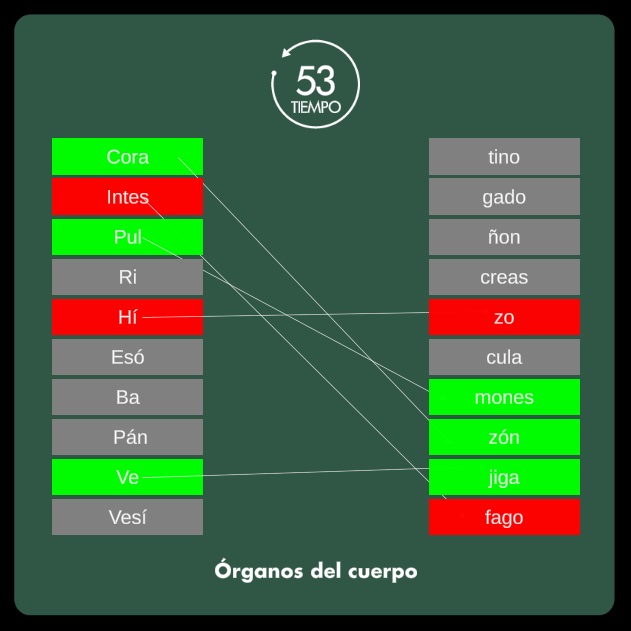 53
TIEMPO
Cora
Intes
Pul
Ri
Hí
Esó
Ba
Pán
Ve
Vesí
tino
gado
ñon
creas
zo
cula
mones
zón
jiga
fago
Órganos del cuerpo